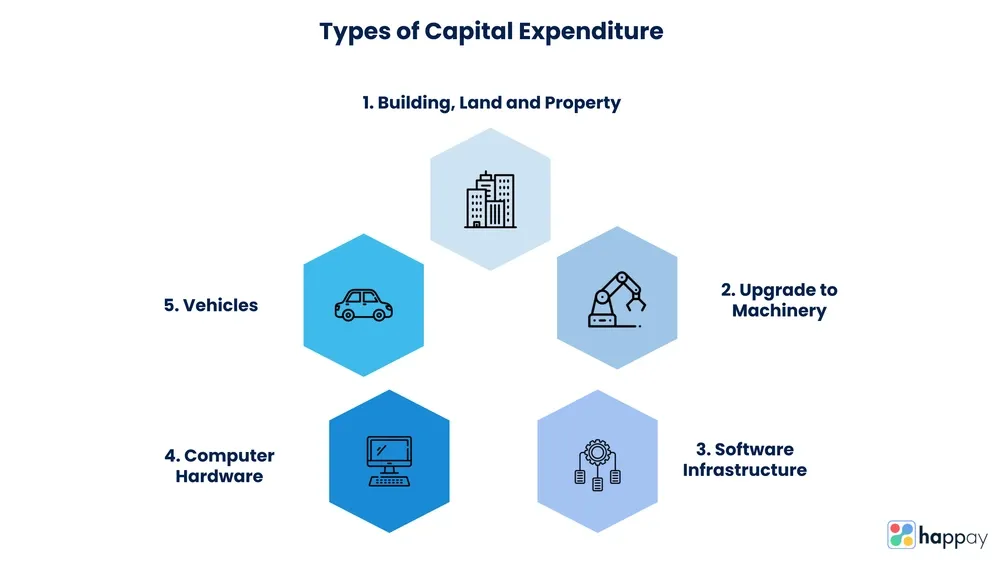 Types of Capital Expenditure
1. Building, Land and Property
2. Upgrade to
Machinery
3. Software
Infrastructure
4. Computer
Hardware
5. Vehicles
happay